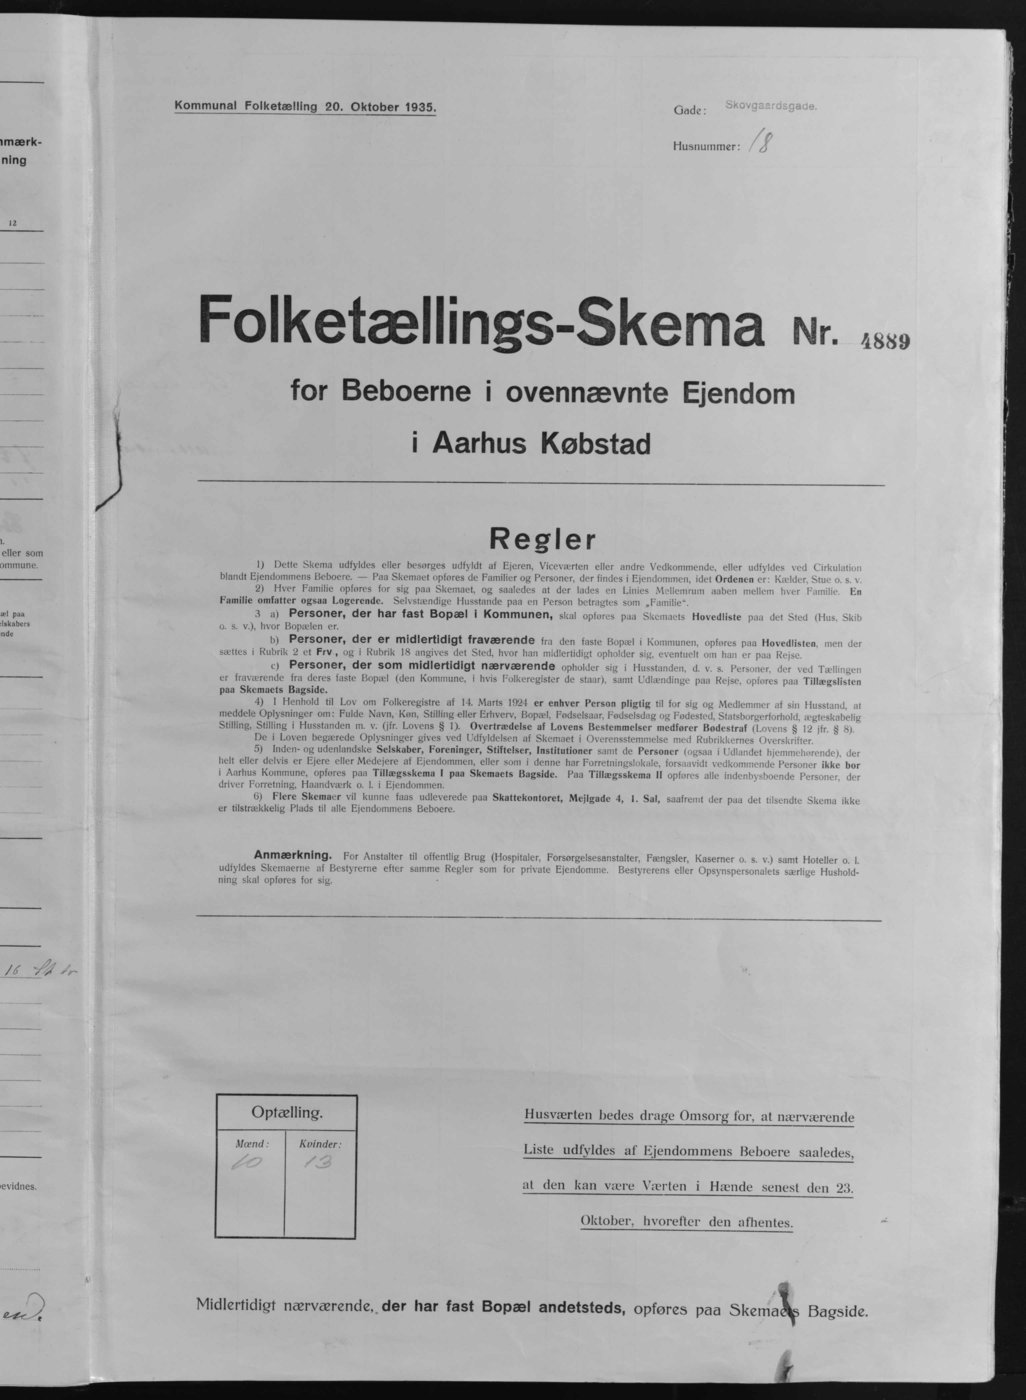 Kommunal Folketælling 20. Oktober 1935.
Gade: Skovgaardsgade.
Husnummer: 18
Folketællings-Skema Nr. 4889
for Beboerne i ovennævnte Ejendom
i Aarhus Købstad
Regler
1) Dette Skema udfyldes eller besørges udfyldt af Ejeren, Viceværten eller andre Vedkommende, eller udfyldes ved Cirkulation
blandt Ejendommens Beboere. — Paa Skemaet opføres de Familier og Personer, der findes i Ejendommen, idet Ordenen er: Kælder, Stue o. s. v.
2) Hver Familie opføres for sig paa Skemaet, og saaledes at der lades en Linies Mellemrum aaben mellem hver Familie. En
Familie omfatter ogsaa Logerende. Selvstændige Husstande paa en Person betragtes som „Familie“.
3 a) Personer, der har fast Bopæl i Kommunen, skal opføres paa Skemaets Hovedliste paa det Sted (Hus, Skib
o. s. v.), hvor Bopælen er.
b) Personer, der er midlertidigt fraværende fra den faste Bopæl i Kommunen, opføres paa Hovedlisten, men der
sættes i Rubrik 2 et Frv., og i Rubrik 18 angives det Sted, hvor han midlertidigt opholder sig, eventuelt om han er paa Rejse.
c) Personer, der som midlertidigt nærværende opholder sig i Husstanden, d. v. s. Personer, der ved Tællingen
er fraværende fra deres faste Bopæl (den Kommune, i hvis Folkeregister de staar), samt Udlændinge paa Rejse, opføres paa Tillægslisten
paa Skemaets Bagside.
4) I Henhold til Lov om Folkeregistre af 14. Marts 1924 er enhver Person pligtig til for sig og Medlemmer af sin Husstand, at
meddele Oplysninger om: Fulde Navn, Køn, Stilling eller Erhverv, Bopæl, Fødselsaar, Fødselsdag og Fødested, Statsborgerforhold, ægteskabelig
Stilling, Stilling i Husstanden m. v. (jfr. Lovens § 1). Overtrædelse af Lovens Bestemmelser medfører Bødestraf (Lovens § 12 jfr. § 8).
De i Loven begærede Oplysninger gives ved Udfyldelsen af Skemaet i Overensstemmelse med Rubrikkernes Overskrifter.
5) Inden- og udenlandske Selskaber, Foreninger, Stiftelser, Institutioner samt de Personer (ogsaa i Udlandet hjemmehørende), der
helt eller delvis er Ejere eller Medejere af Ejendommen, eller som i denne har Forretningslokale, forsaavidt vedkommende Personer ikke bor
i Aarhus Kommune, opføres paa Tillægsskema I paa Skemaets Bagside. Paa Tillægsskema II opføres alle indenbysboende Personer, der
driver Forretning, Haandværk o. l. i Ejendommen.
6) Flere Skemaer vil kunne faas udleverede paa Skattekontoret, Mejlgade 4, 1. Sal, saafremt der paa det tilsendte Skema ikke
er tilstrækkelig Plads til alle Ejendommens Beboere.
Anmærkning. For Anstalter til offentlig Brug (Hospitaler, Forsørgelsesanstalter, Fængsler, Kaserner o. s. v.) samt Hoteller o. l.
udfyldes Skemaerne af Bestyrerne efter samme Regler som for private Ejendomme. Bestyrerens eller Opsynspersonalets særlige Hushold-
ning skal opføres for sig.
Optælling.
Mænd: Kvinder:
10 13
Husværten bedes drage Omsorg for, at nærværende
Liste udfyldes af Ejendommens Beboere saaledes,
at den kan være Værten i Hænde senest den 23.
Oktober, hvorefter den afhentes.
Midlertidigt nærværende, der har fast Bopæl andetsteds, opføres paa Skemaets Bagside.